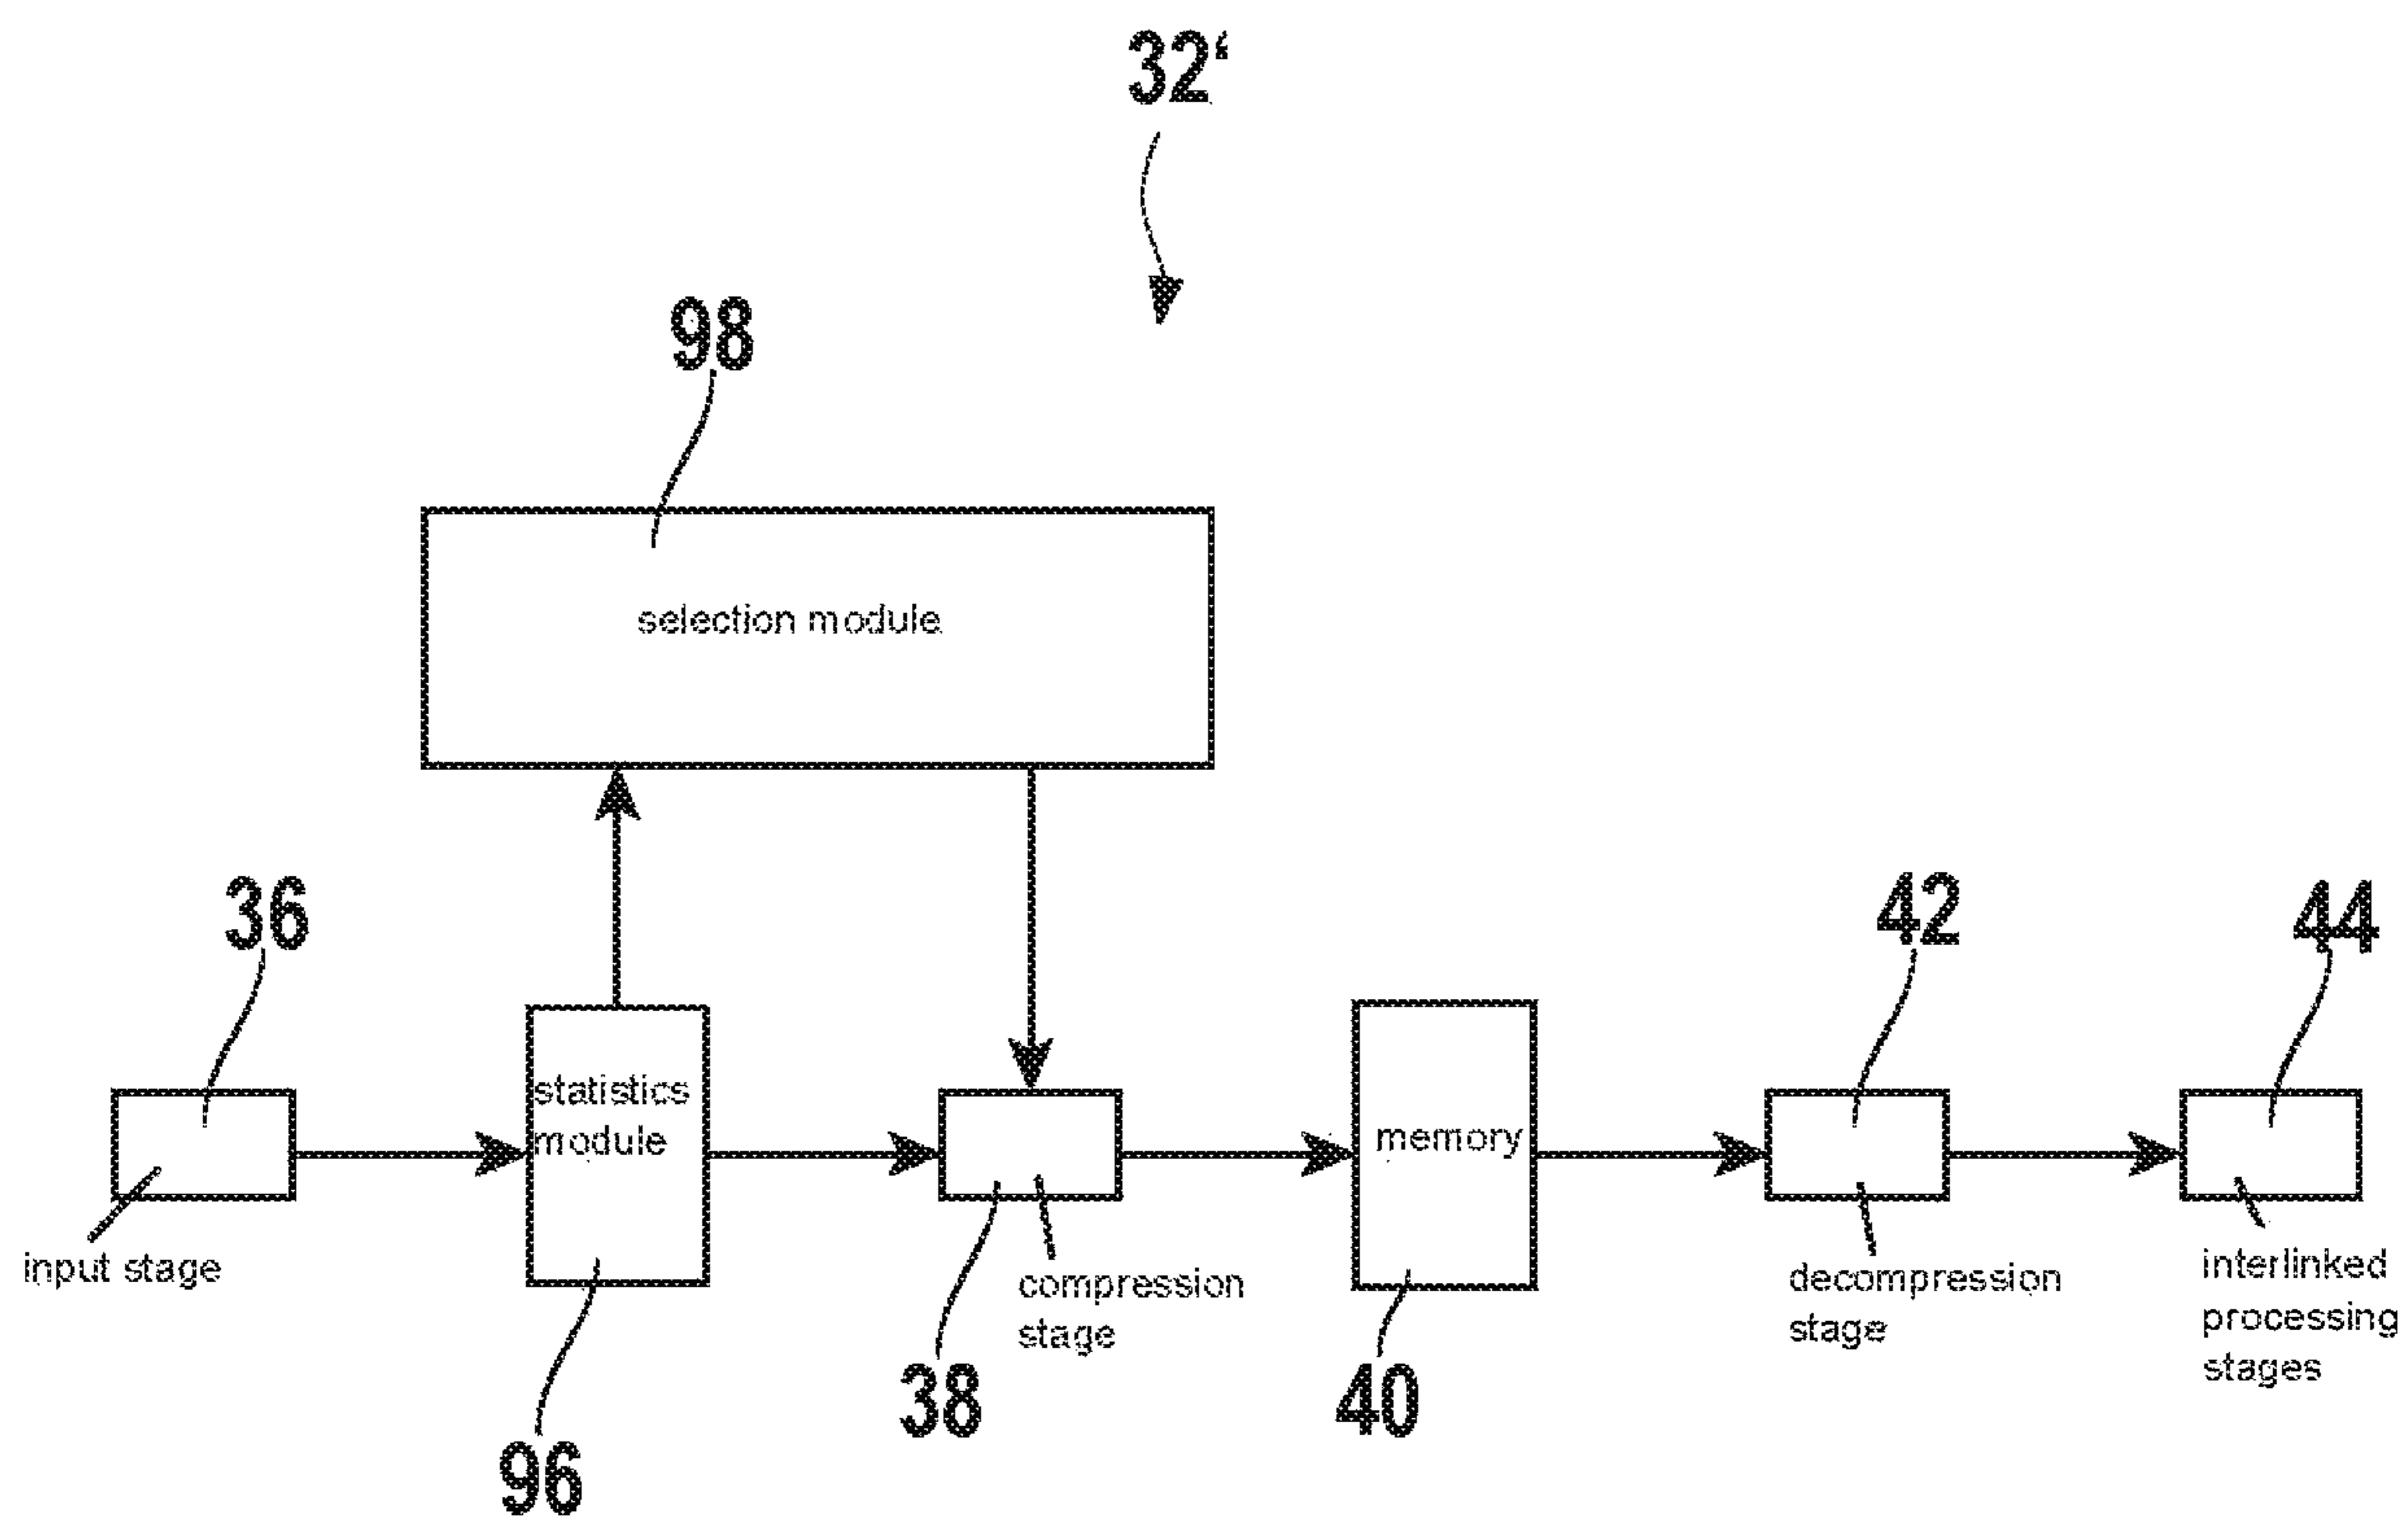 32‘
98
selection module
36
42
44
statistics
module
memory
input stage
compression
stage
decompression
stage
interlinked
processing
stages
38
40
96